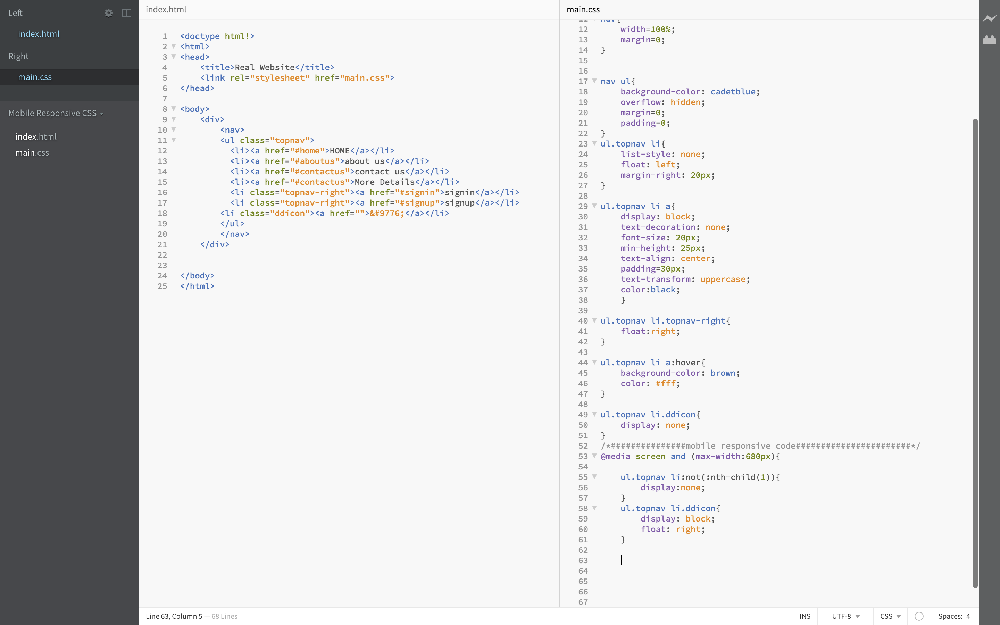 Left
index.html
Right
main.css
Mobile Responsive CSS
index.html
main.css
index.html
1 <doctype html!>
2 <html>
3 <head>
4     <title>Real Website</title>
5     <link rel="stylesheet" href="main.css">
6 </head>
7
8 <body>
9     <div>
10         <nav>
11         <ul class="topnav">
12           <li><a href="#home">HOME</a></li>
13           <li><a href="#aboutus">about us</a></li>
14           <li><a href="#contactus">contact us</a></li>
15           <li><a href="#contactus">More Details</a></li>
16           <li class="topnav-right"><a href="#signin">signin</a></li>
17           <li class="topnav-right"><a href="#signup">signup</a></li>
18         <li class="ddicon"><a href="">&#9776;</a></li>
19         </ul>
20         </nav>
21     </div>
22
23
24 </body>
25 </html>
main.css
11 nav{
12     width=100%;
13     margin=0;
14 }
15
16
17 nav ul{
18     background-color: cadetblue;
19     overflow: hidden;
20     margin=0;
21     padding=0;
22 }
23 ul.topnav li{
24     list-style: none;
25     float: left;
26     margin-right: 20px;
27 }
28
29 ul.topnav li a{
30     display: block;
31     text-decoration: none;
32     font-size: 20px;
33     min-height: 25px;
34     text-align: center;
35     padding=30px;
36     text-transform: uppercase;
37     color:black;
38     }
39
40 ul.topnav li.topnav-right{
41     float:right;
42 }
43
44 ul.topnav li a:hover{
45     background-color: brown;
46     color: #fff;
47 }
48
49 ul.topnav li.ddicon{
50     display: none;
51 }
52 /*###############mobile responsive code#######################*/
53 @media screen and (max-width:680px){
54
55     ul.topnav li:not(:nth-child(1)){
56         display:none;
57     }
58     ul.topnav li.ddicon{
59         display: block;
60         float: right;
61     }
62
63
64
65
66
67
Line 63, Column 5 — 68 Lines
INS
UTF-8
CSS
Spaces: 4